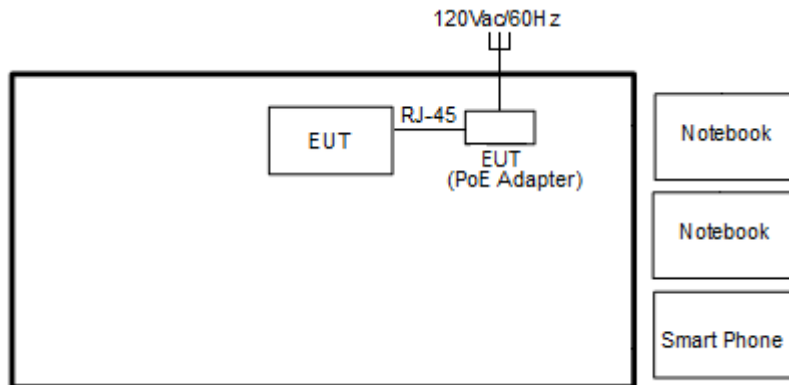 120Vac/60Hz
RJ-45
EUT
EUT
(PoE Adapter)
Notebook
Notebook
Smart Phone